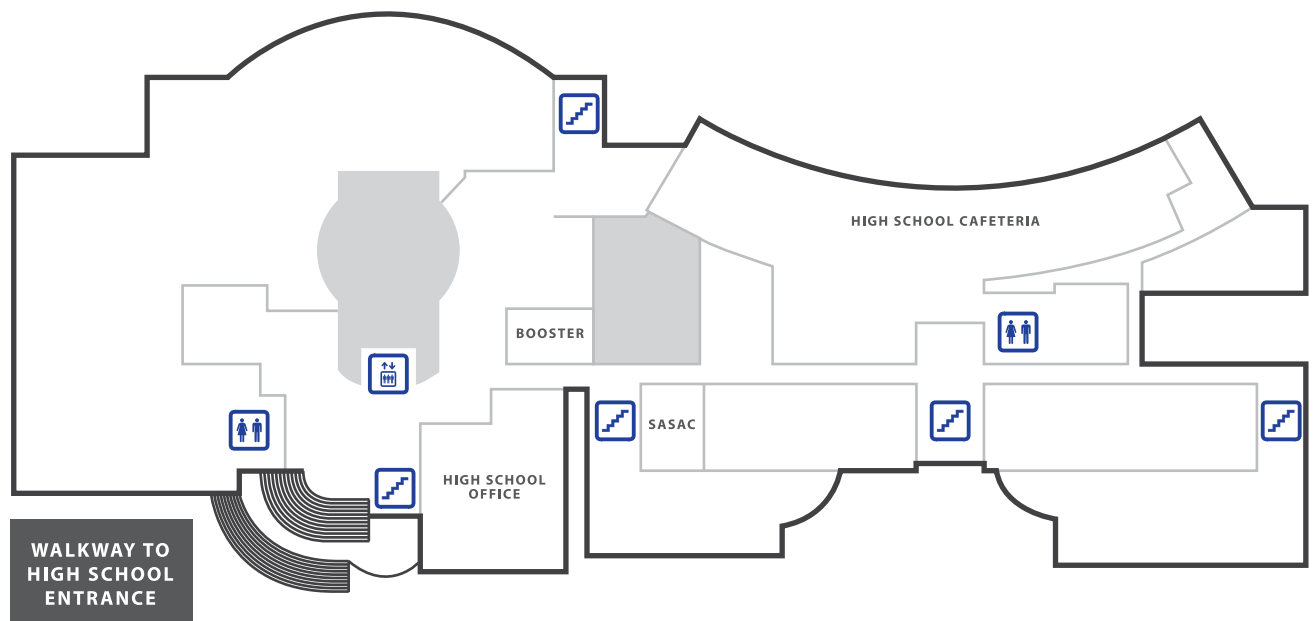 HIGH SCHOOL CAFETERIA
BOOSTER
SASAC
HIGH SCHOOL
OFFICE
WALKWAY TO
HIGH SCHOOL
ENTRANCE